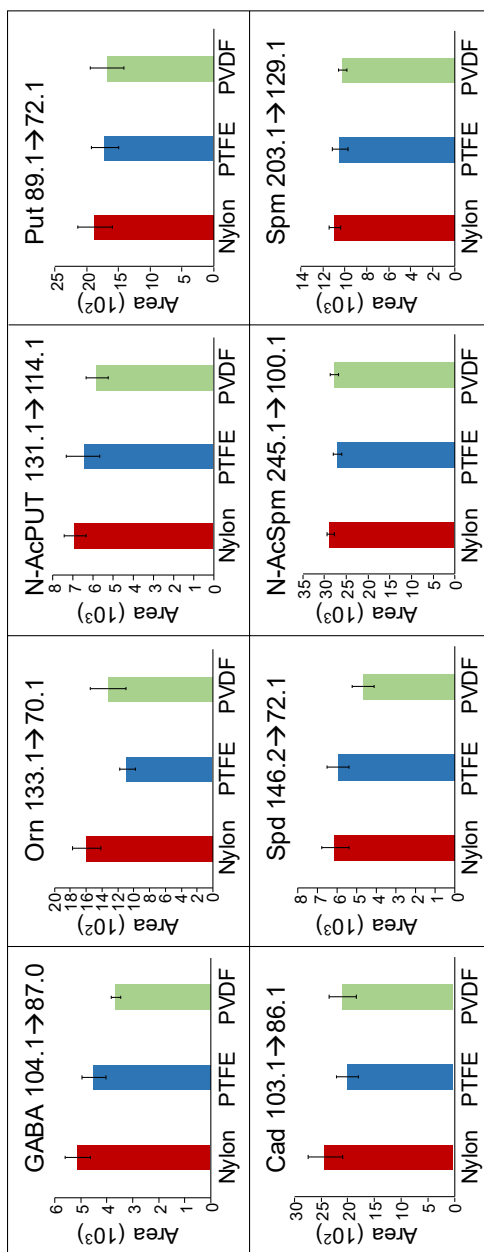 GABA 104.1→87.0
Area (10³)
6
5
4
3
2
1
0
Nylon PTFE PVDF
Orn 133.1→70.1
Area (10²)
20
18
16
14
12
10
8
6
4
2
0
Nylon PTFE PVDF
N-AcPUT 131.1→114.1
Area (10³)
8
7
6
5
4
3
2
1
0
Nylon PTFE PVDF
Put 89.1→72.1
Area (10²)
25
20
15
10
5
0
Nylon PTFE PVDF
Cad 103.1→86.1
Area (10²)
30
25
20
15
10
5
0
Nylon PTFE PVDF
Spd 146.2→72.1
Area (10³)
8
7
6
5
4
3
2
1
0
Nylon PTFE PVDF
N-AcSpm 245.1→100.1
Area (10³)
35
30
25
20
15
10
5
0
Nylon PTFE PVDF
Spm 203.1→129.1
Area (10³)
14
12
10
8
6
4
2
0
Nylon PTFE PVDF